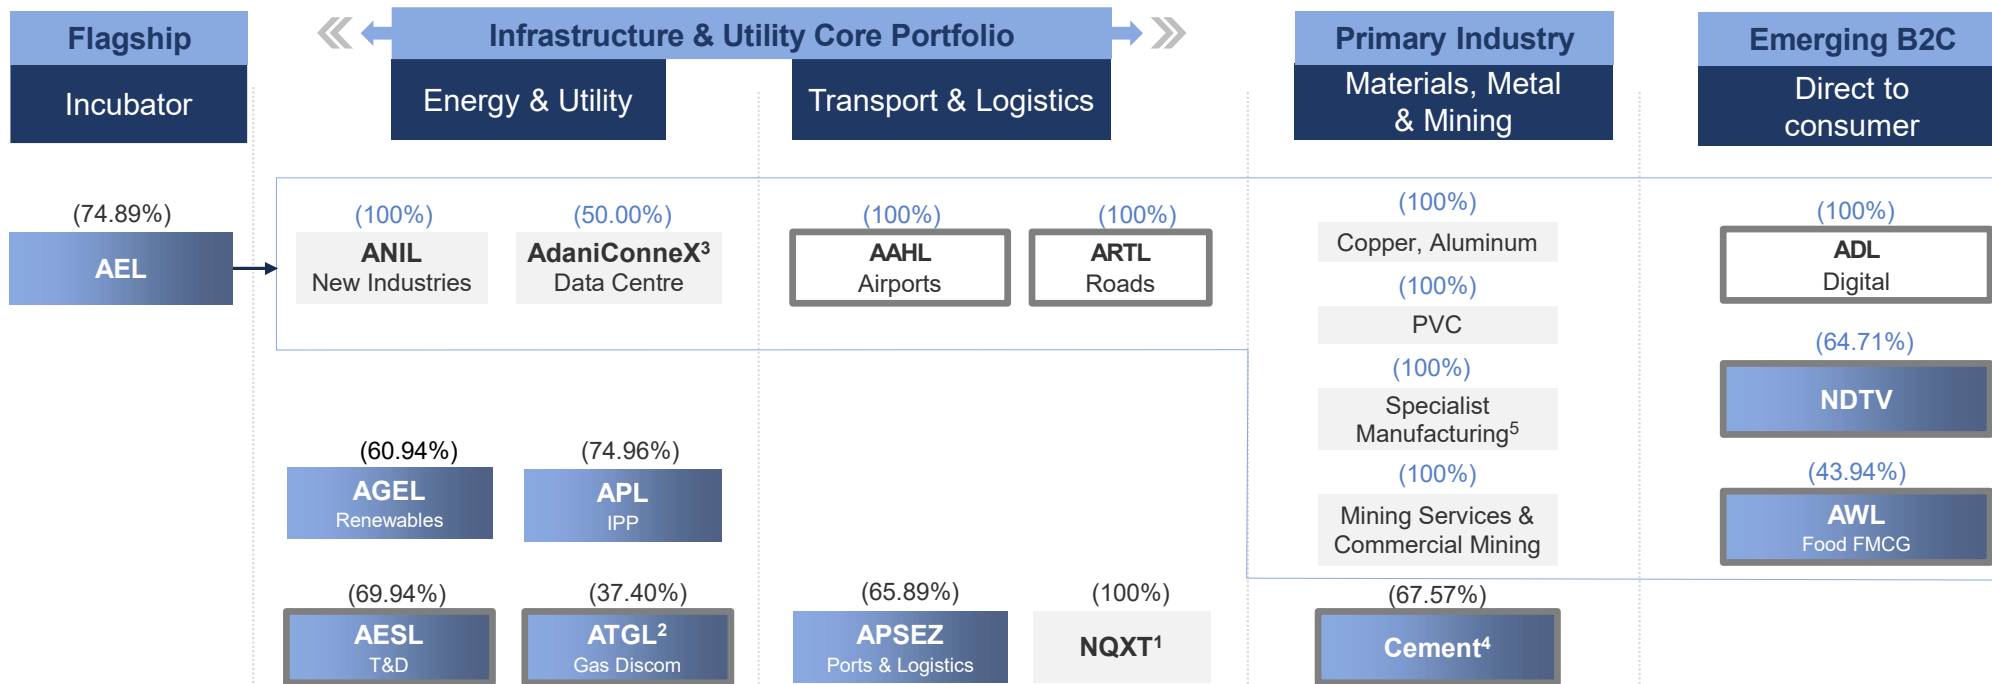 Flagship
Incubator
Infrastructure & Utility Core Portfolio
Energy & Utility
Transport & Logistics
Primary Industry
Materials, Metal
& Mining
Emerging B2C
Direct to
consumer
(74.89%)
AEL
(100%)
ANIL
New Industries
(50.00%)
AdaniConneX³
Data Centre
(100%)
AAHL
Airports
(100%)
ARTL
Roads
(100%)
Copper, Aluminum
(100%)
PVC
(100%)
Specialist
Manufacturing⁵
(100%)
Mining Services &
Commercial Mining
(100%)
ADL
Digital
(64.71%)
NDTV
(43.94%)
AWL
Food FMCG
(60.94%)
AGEL
Renewables
(74.96%)
APL
IPP
(69.94%)
AESL
T&D
(37.40%)
ATGL²
Gas Discom
(65.89%)
APSEZ
Ports & Logistics
(100%)
NQXT¹
(67.57%)
Cement⁴